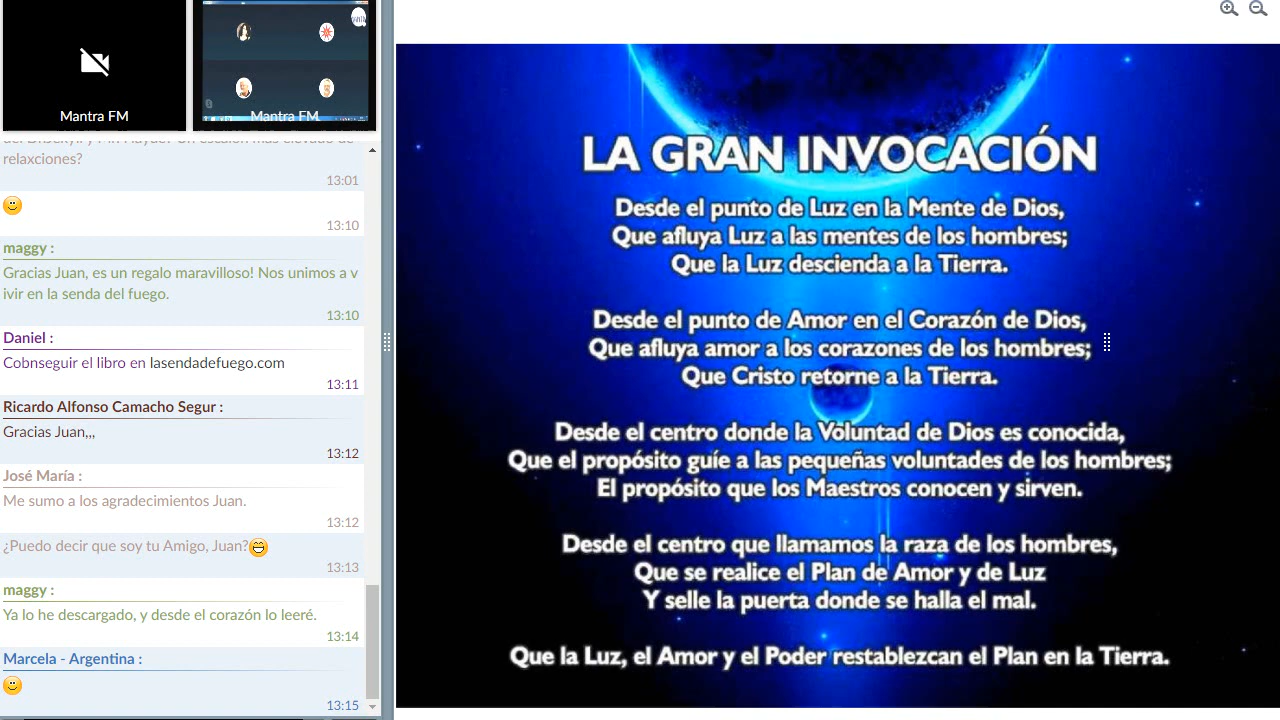 Mantra FM
Mantra FM
relaxciones?
13:01
13:10
maggy :
Gracias Juan, es un regalo maravilloso! Nos unimos a v
ivir en la senda del fuego.
13:10
Daniel :
Cobnseguir el libro en lasendadefuego.com
13:11
Ricardo Alfonso Camacho Segur :
Gracias Juan,,,
13:12
José María :
Me sumo a los agradecimientos Juan.
13:12
¿Puedo decir que soy tu Amigo, Juan?
13:13
maggy :
Ya lo he descargado, y desde el corazón lo leeré.
13:14
Marcela - Argentina :
13:15
LA GRAN INVOCACIÓN
Desde el punto de Luz en la Mente de Dios,
Que afluya Luz a las mentes de los hombres;
Que la Luz descienda a la Tierra.
Desde el punto de Amor en el Corazón de Dios,
Que afluya amor a los corazones de los hombres;
Que Cristo retorne a la Tierra.
Desde el centro donde la Voluntad de Dios es conocida,
Que el propósito guíe a las pequeñas voluntades de los hombres;
El propósito que los Maestros conocen y sirven.
Desde el centro que llamamos la raza de los hombres,
Que se realice el Plan de Amor y de Luz
Y selle la puerta donde se halla el mal.
Que la Luz, el Amor y el Poder restablezcan el Plan en la Tierra.